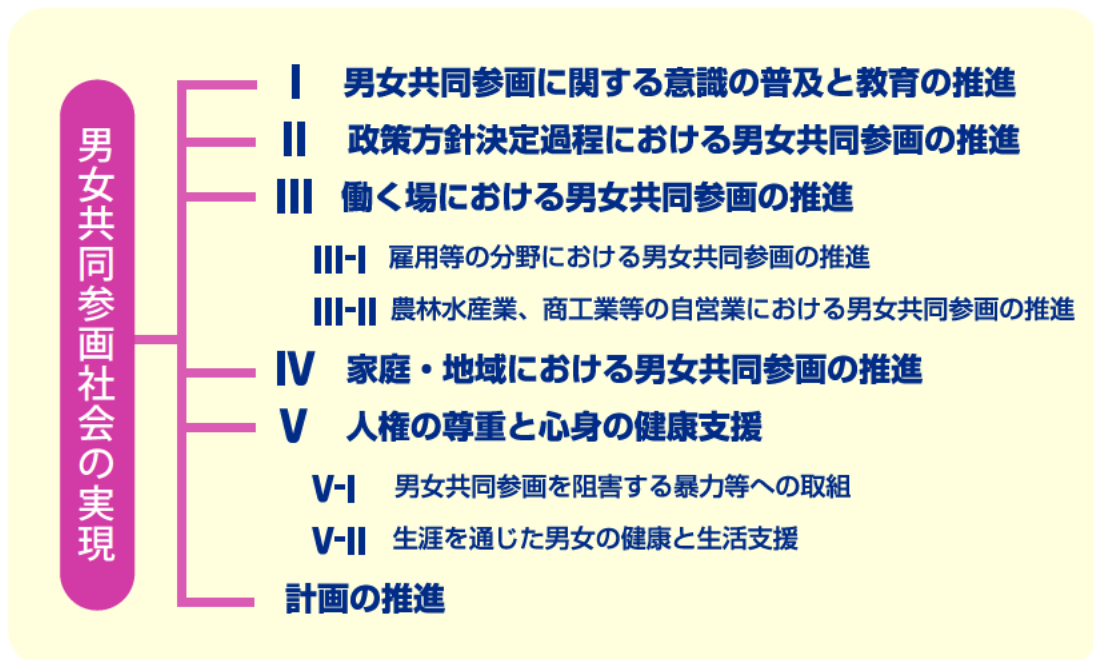 男女共同参画社会の実現
I 男女共同参画に関する意識の普及と教育の推進
II 政策方針決定過程における男女共同参画の推進
III 働く場における男女共同参画の推進
III-I 雇用等の分野における男女共同参画の推進
III-II 農林水産業、商工業等の自営業における男女共同参画の推進
IV 家庭・地域における男女共同参画の推進
V 人権の尊重と心身の健康支援
V-I 男女共同参画を阻害する暴力等への取組
V-II 生涯を通じた男女の健康と生活支援
計画の推進